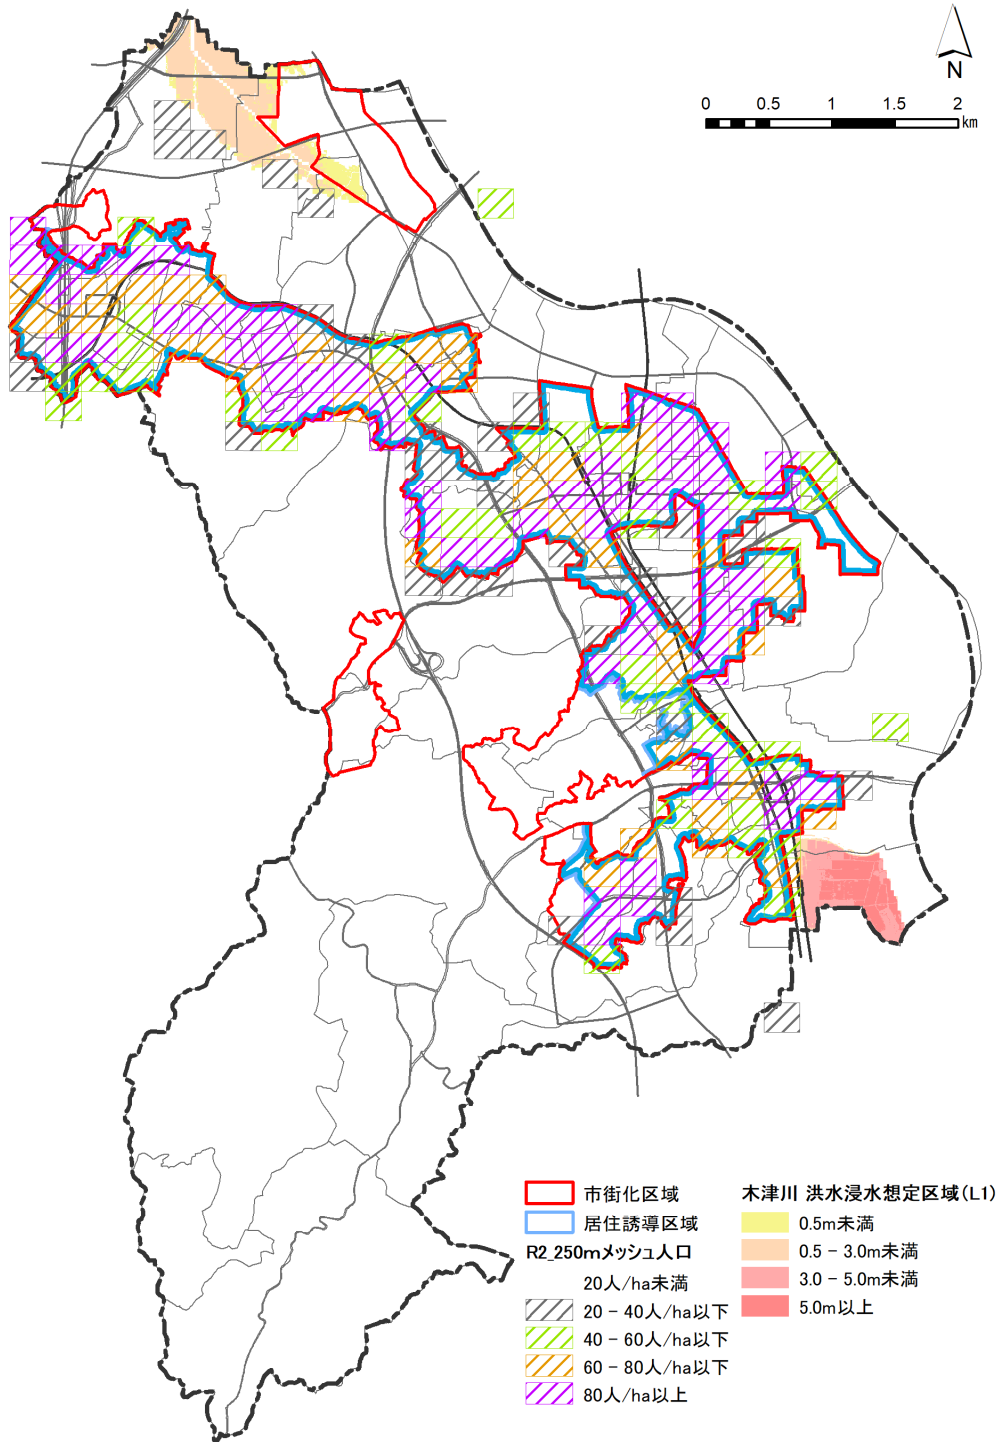 N
0 0.5 1 1.5 2
km
市街化区域
居住誘導区域
R2_250mメッシュ人口
20人/ha未満
20 - 40人/ha以下
40 - 60人/ha以下
60 - 80人/ha以下
80人/ha以上
木津川 洪水浸水想定区域(L1)
0.5m未満
0.5 - 3.0m未満
3.0 - 5.0m未満
5.0m以上